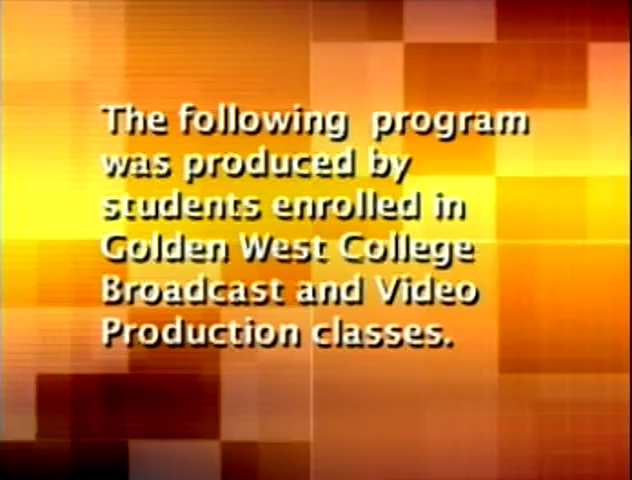 The following program
was produced by
students enrolled in
Golden West College
Broadcast and Video
Production classes.